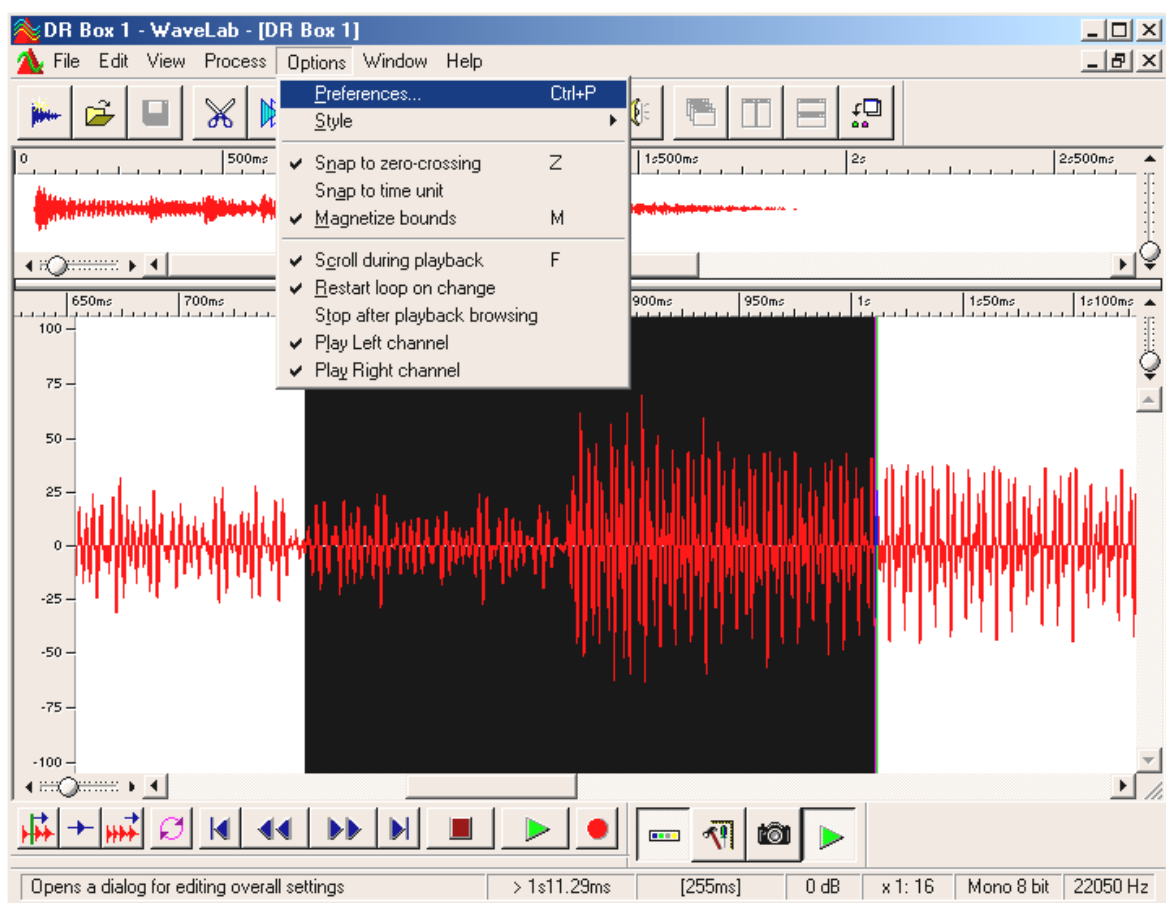 DR Box 1 - WaveLab - [DR Box 1]
File Edit View Process Options Window Help
Preferences... Ctrl+P
Style
Snap to zero-crossing Z
Snap to time unit
Magnetize bounds M
Scroll during playback F
Restart loop on change
Stop after playback browsing
Play Left channel
Play Right channel
0 500ms 1s500ms 2s 2s500ms
650ms 700ms 900ms 950ms 1s 1s50ms 1s100ms
100
75
50
25
0
-25
-50
-75
-100
Opens a dialog for editing overall settings > 1s11.29ms [255ms] 0 dB x 1: 16 Mono 8 bit 22050 Hz